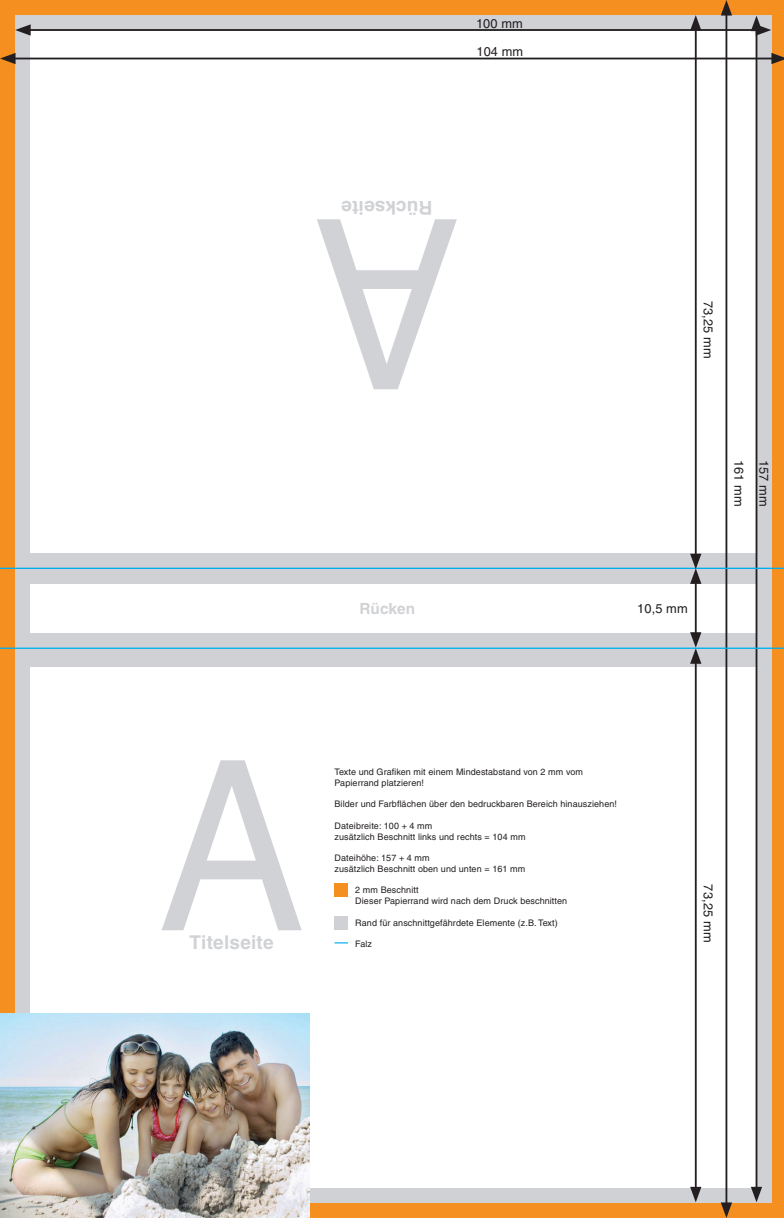 100 mm
104 mm
Rückseite
A
73,25 mm
161 mm
157 mm
Rücken
10,5 mm
A
Titelseite
Texte und Grafiken mit einem Mindestabstand von 2 mm vom
Papierrand platzieren!
Bilder und Farbflächen über den bedruckbaren Bereich hinausziehen!
Dateibreite: 100 + 4 mm
zusätzlich Beschnitt links und rechts = 104 mm
Dateihöhe: 157 + 4 mm
zusätzlich Beschnitt oben und unten = 161 mm
2 mm Beschnitt
Dieser Papierrand wird nach dem Druck beschnitten
Rand für anschnittgefährdete Elemente (z.B. Text)
Falz
73,25 mm